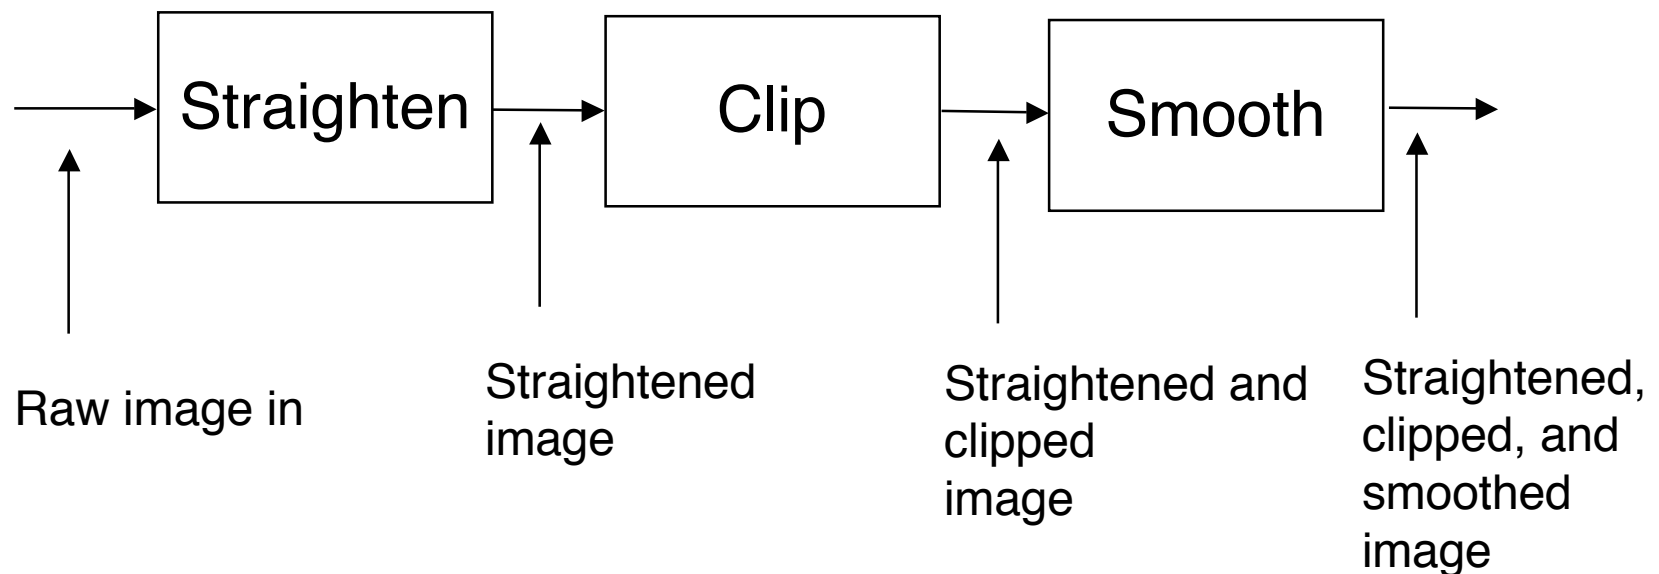 Straighten
Clip
Smooth
Raw image in
Straightened
image
Straightened and
clipped
image
Straightened,
clipped, and
smoothed
image